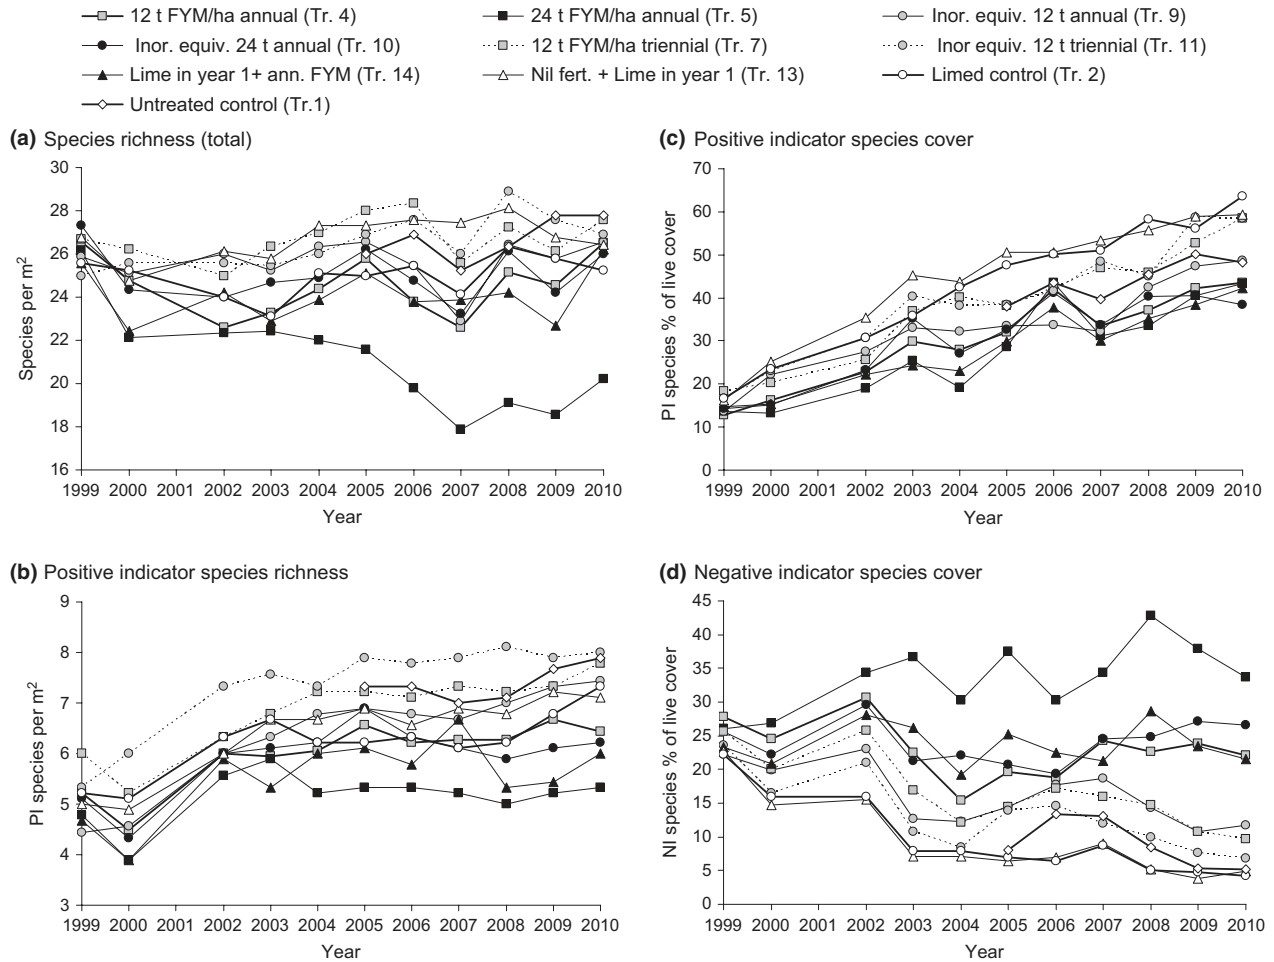 12 t FYM/ha annual (Tr. 4) 24 t FYM/ha annual (Tr. 5) Inor. equiv. 12 t annual (Tr. 9)
Inor. equiv. 24 t annual (Tr. 10) 12 t FYM/ha triennial (Tr. 7) Inor equiv. 12 t triennial (Tr. 11)
Lime in year 1+ ann. FYM (Tr. 14) Nil fert. + Lime in year 1 (Tr. 13) Limed control (Tr. 2)
Untreated control (Tr.1)
(a) Species richness (total)
30
28
26
24
22
20
18
16
Species per m2
1999 2000 2001 2002 2003 2004 2005 2006 2007 2008 2009 2010
Year
(c) Positive indicator species cover
70
60
50
40
30
20
10
0
PI species % of live cover
1999 2000 2001 2002 2003 2004 2005 2006 2007 2008 2009 2010
Year
(b) Positive indicator species richness
9
8
7
6
5
4
3
PI species per m2
1999 2000 2001 2002 2003 2004 2005 2006 2007 2008 2009 2010
Year
(d) Negative indicator species cover
45
40
35
30
25
20
15
10
5
0
NI species % of live cover
1999 2000 2001 2002 2003 2004 2005 2006 2007 2008 2009 2010
Year